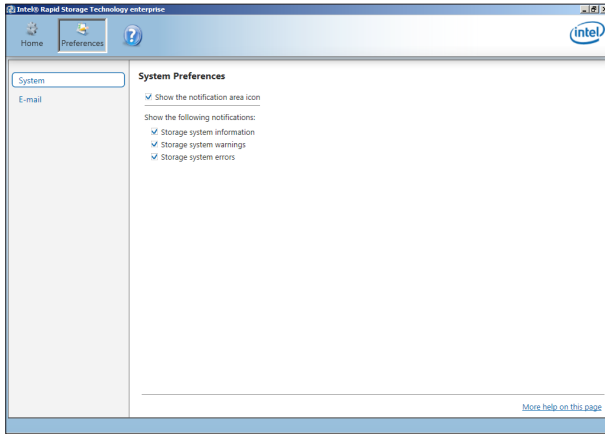 Intel® Rapid Storage Technology enterprise
Home
Preferences
?
intel
System
E-mail
System Preferences
Show the notification area icon
Show the following notifications:
Storage system information
Storage system warnings
Storage system errors
More help on this page